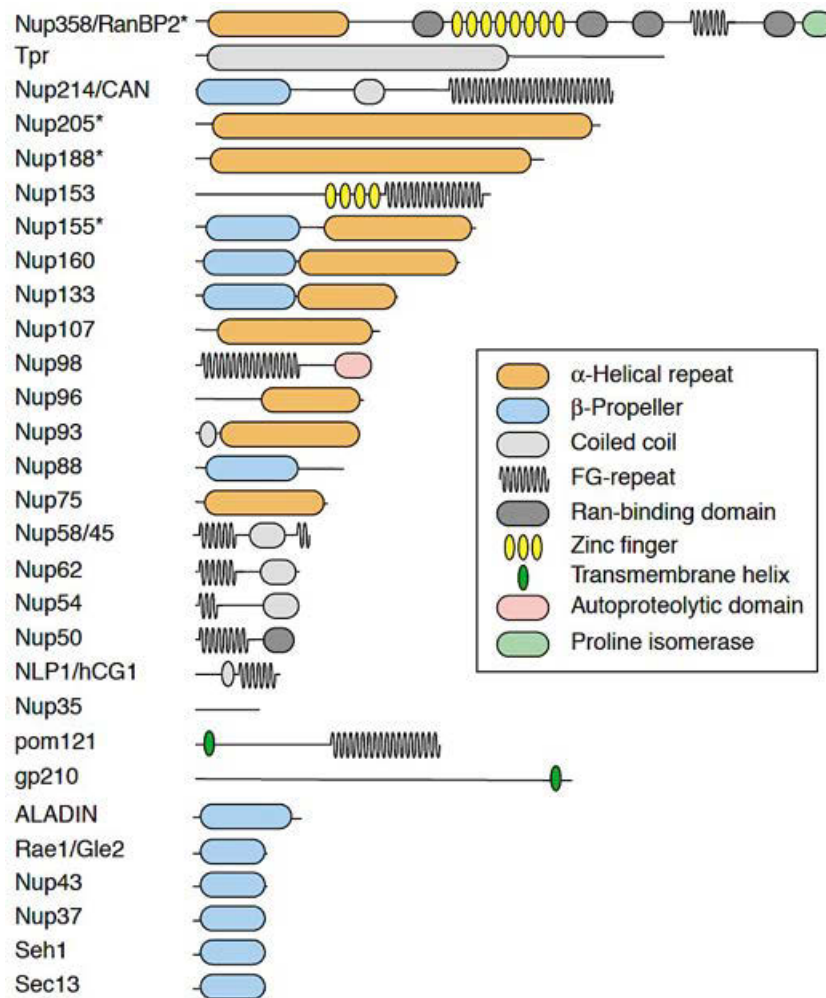 Nup358/RanBP2*
Tpr
Nup214/CAN
Nup205*
Nup188*
Nup153
Nup155*
Nup160
Nup133
Nup107
Nup98
Nup96
Nup93
Nup88
Nup75
Nup58/45
Nup62
Nup54
Nup50
NLP1/hCG1
Nup35
pom121
gp210
ALADIN
Rae1/Gle2
Nup43
Nup37
Seh1
Sec13
α-Helical repeat
β-Propeller
Coiled coil
FG-repeat
Ran-binding domain
Zinc finger
Transmembrane helix
Autoproteolytic domain
Proline isomerase